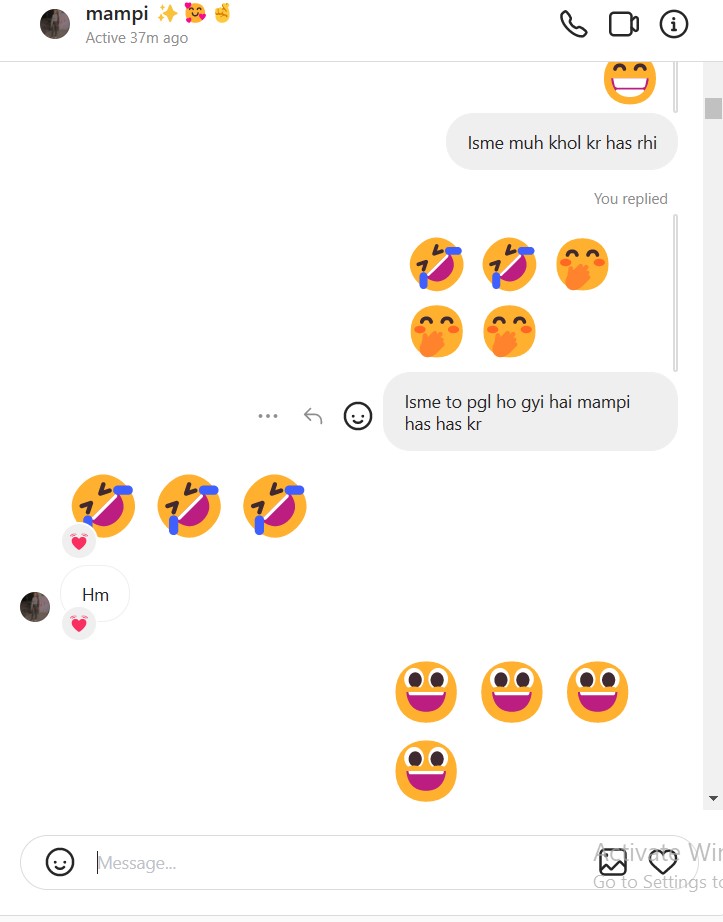 mampi ✨ 🥰 🤞
Active 37m ago
Isme muh khol kr has rhi
You replied
Isme to pgl ho gyi hai mampi
has has kr
Hm
Message...
Activate Win
Go to Settings to